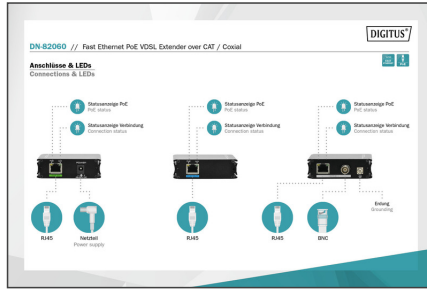 DIGITUS®
DN-82060 // Fast Ethernet PoE VDSL Extender over CAT / Coxial
Anschlüsse & LEDs
Connections & LEDs
Statusanzeige PoE
PoE status
Statusanzeige Verbindung
Connection status
Statusanzeige PoE
PoE status
Statusanzeige Verbindung
Connection status
Statusanzeige PoE
PoE status
Statusanzeige Verbindung
Connection status
Erdung
Grounding
RJ45
Netzteil
Power supply
RJ45
RJ45
BNC